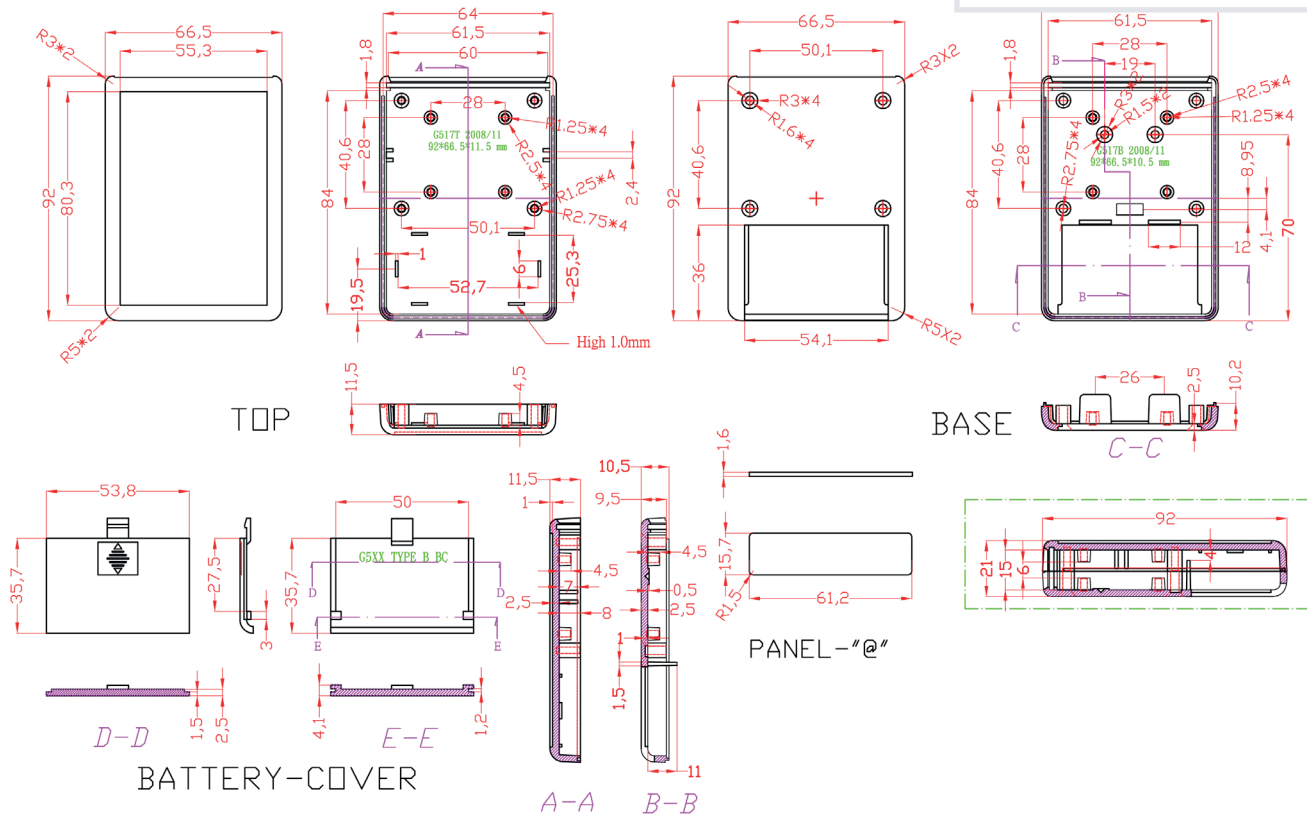 64
66,5
61,5
55,3
60
R3*2
1,8
A
92
80,3
R5*2
28
40,6
28
84
G517T 2008/11
92*66.5*11.5 mm
R1.25*4
R2.5*4
2,4
R1.25*4
R2.75*4
50,1
1
6
25,3
52,7
19,5
A
High 1.0mm
66,5
50,1
R3X2
R3*4
R1.6*4
40,6
92
36
54,1
R5X2
61,5
28
19
1,8
B
R3*2
R1.5*2
R2.5*4
R1.25*4
R2.75*4
40,6
28
84
G517B 2008/11
92*66.5*10.5 mm
8,95
70
12
4,1
B
C
C
TOP
11,5
4,5
BASE
26
2,5
10,2
C-C
53,8
35,7
27,5
3
50
G5XX TYPE B BC
35,7
D
D
E
E
1,5
2,5
D-D
4,1
1,2
E-E
BATTERY-COVER
11,5
1
4,5
7
2,5
8
A-A
10,5
9,5
4,5
0,5
2,5
1
1,5
11
B-B
1,6
15,7
R1,5
61,2
PANEL-"@"
92
21
15
6
4